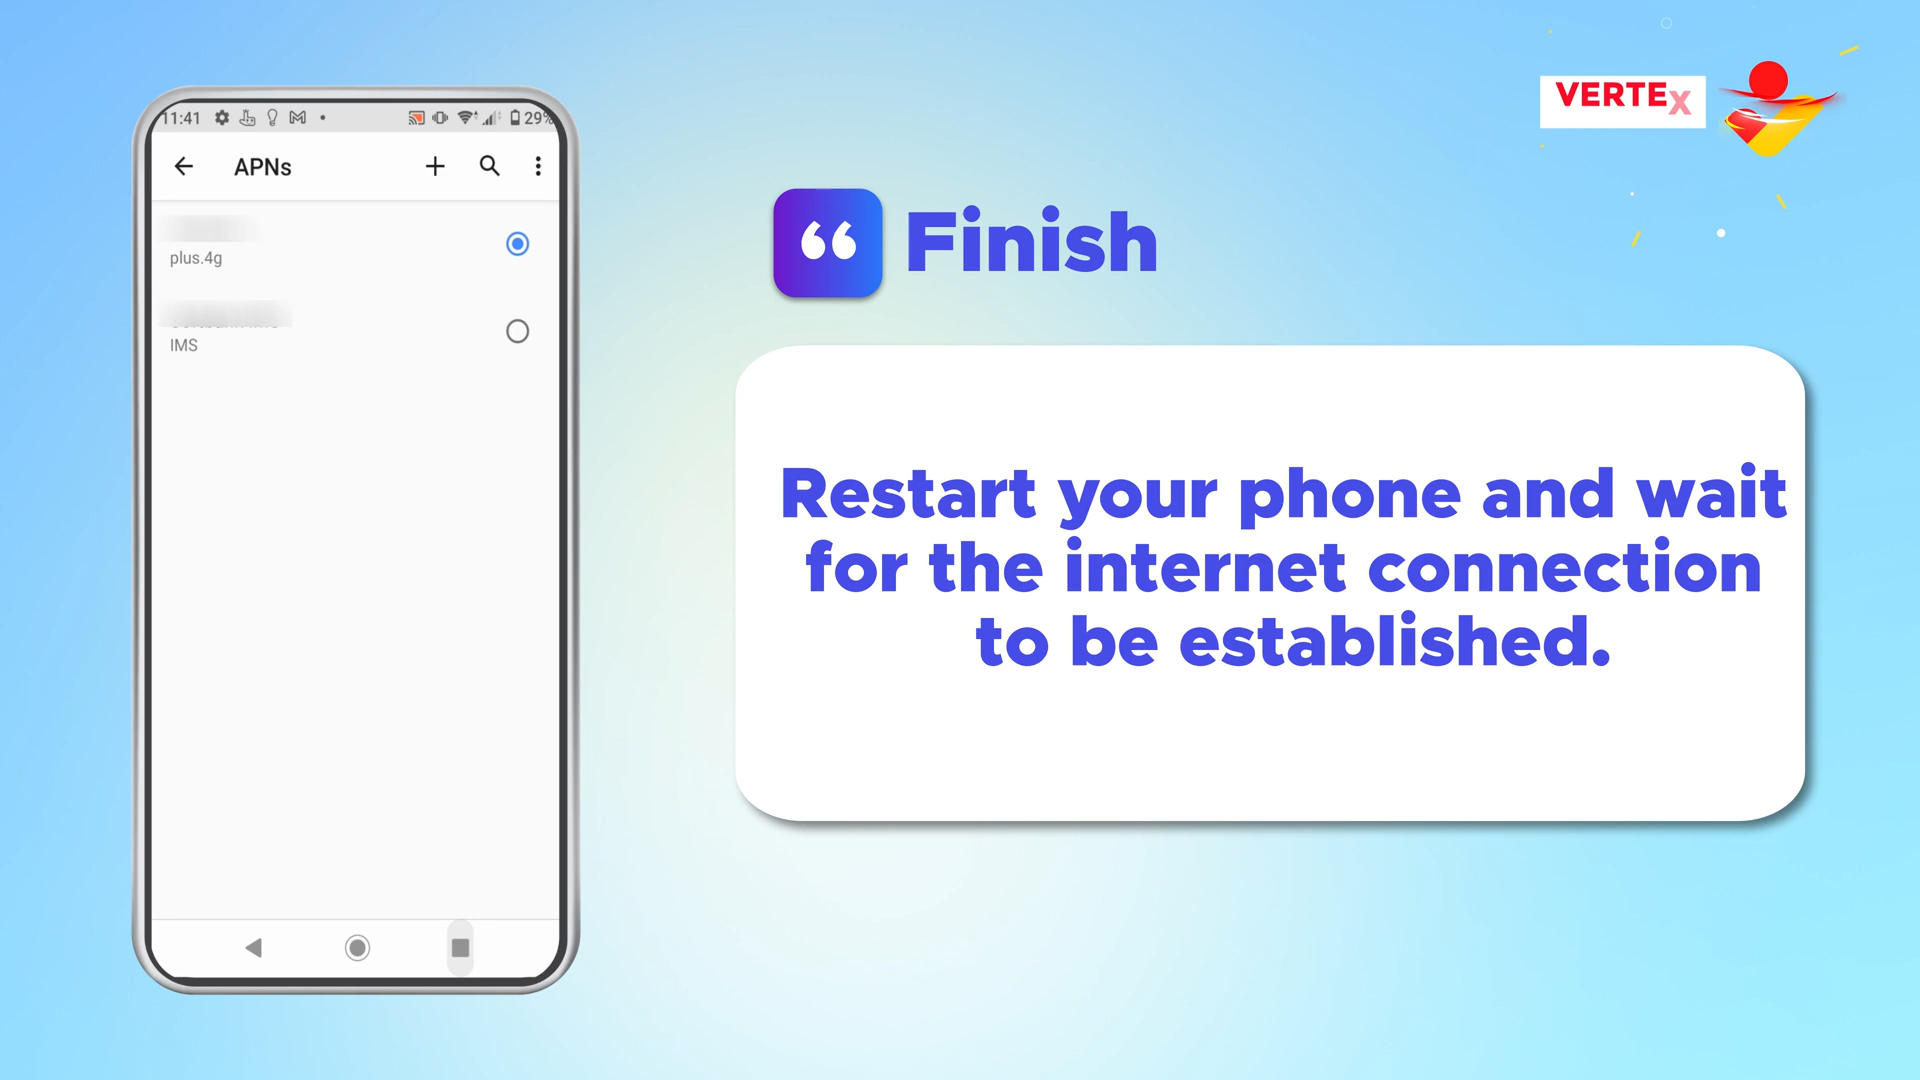 11:41
29%
APNs
plus.4g
IMS
VERTEX
Finish
Restart your phone and wait
for the internet connection
to be established.